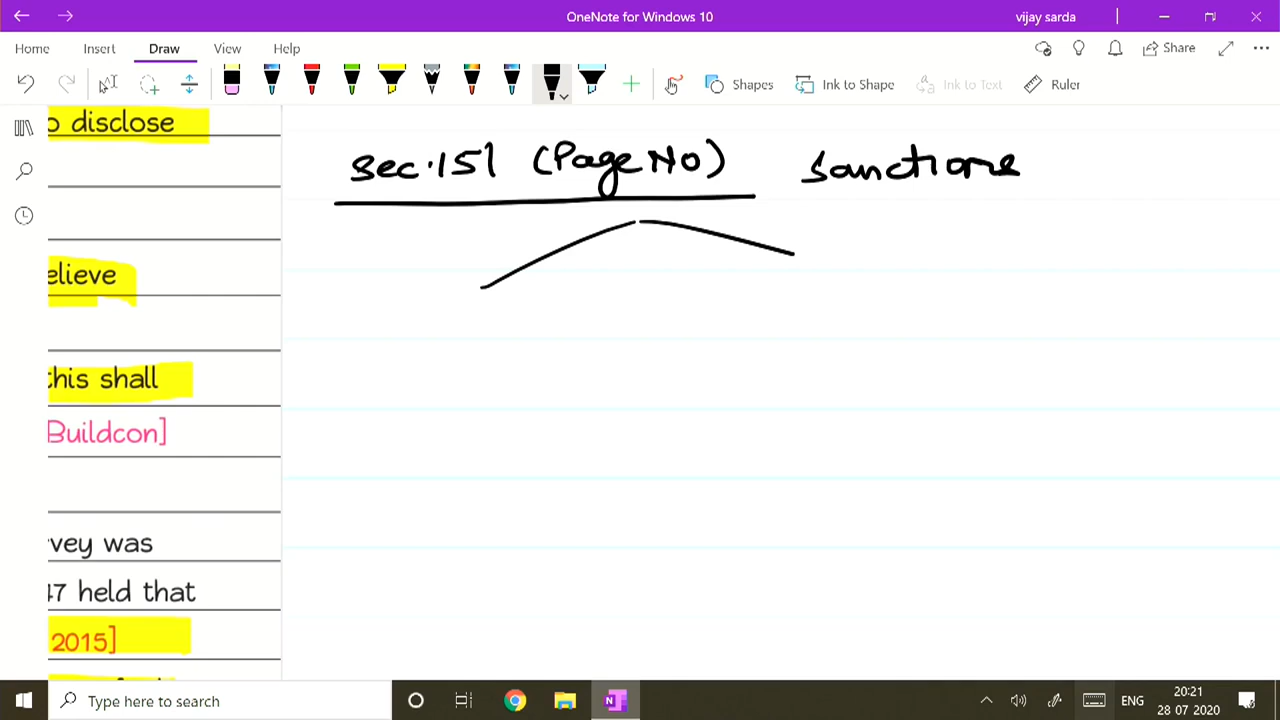 OneNote for Windows 10
vijay sarda
Home Insert Draw View Help
Share
Shapes Ink to Shape Ink to Text Ruler
o disclose
sec.151 (Page No) sanctions
elieve
this shall
Buildcon]
vey was
47 held that
2015]
Type here to search
ENG
20:21
28 07 2020